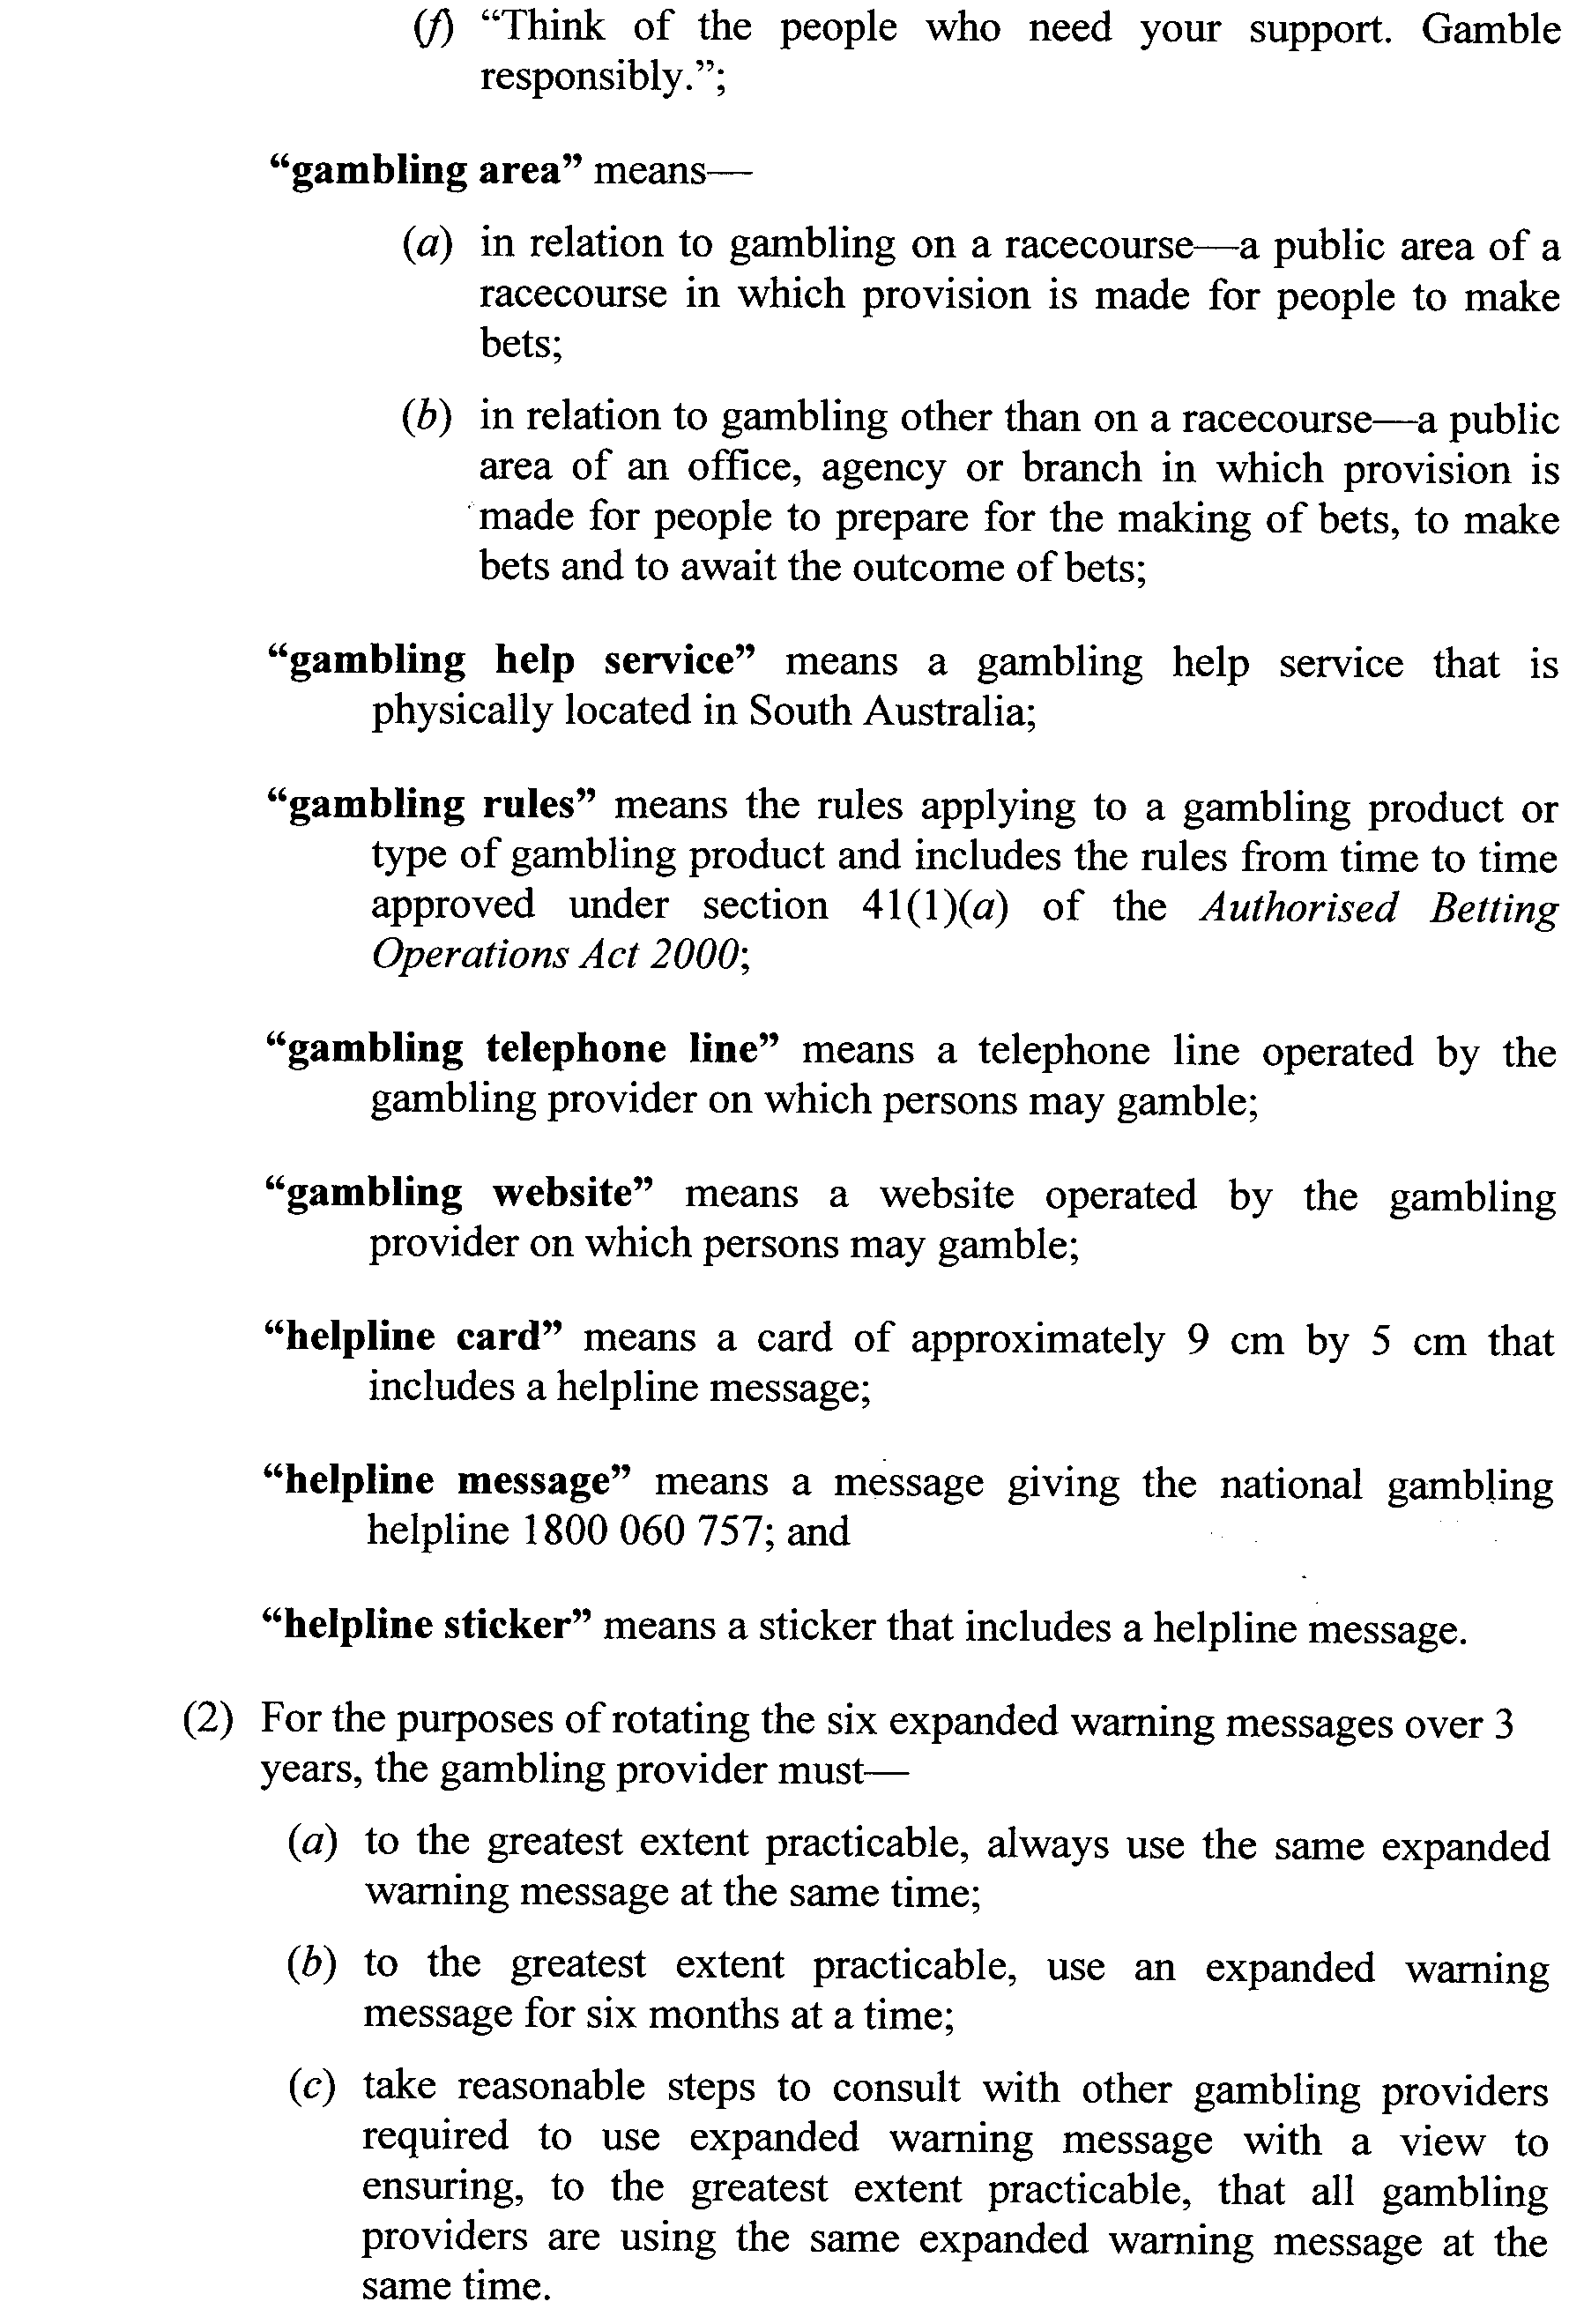 (f) “Think of the people who need your support. Gamble
responsibly.”;
“gambling area” means—
(a) in relation to gambling on a racecourse—a public area of a
racecourse in which provision is made for people to make
bets;
(b) in relation to gambling other than on a racecourse—a public
area of an office, agency or branch in which provision is
made for people to prepare for the making of bets, to make
bets and to await the outcome of bets;
“gambling help service” means a gambling help service that is
physically located in South Australia;
“gambling rules” means the rules applying to a gambling product or
type of gambling product and includes the rules from time to time
approved under section 41(1)(a) of the Authorised Betting
Operations Act 2000;
“gambling telephone line” means a telephone line operated by the
gambling provider on which persons may gamble;
“gambling website” means a website operated by the gambling
provider on which persons may gamble;
“helpline card” means a card of approximately 9 cm by 5 cm that
includes a helpline message;
“helpline message” means a message giving the national gambling
helpline 1800 060 757; and
“helpline sticker” means a sticker that includes a helpline message.
(2) For the purposes of rotating the six expanded warning messages over 3
years, the gambling provider must—
(a) to the greatest extent practicable, always use the same expanded
warning message at the same time;
(b) to the greatest extent practicable, use an expanded warning
message for six months at a time;
(c) take reasonable steps to consult with other gambling providers
required to use expanded warning message with a view to
ensuring, to the greatest extent practicable, that all gambling
providers are using the same expanded warning message at the
same time.